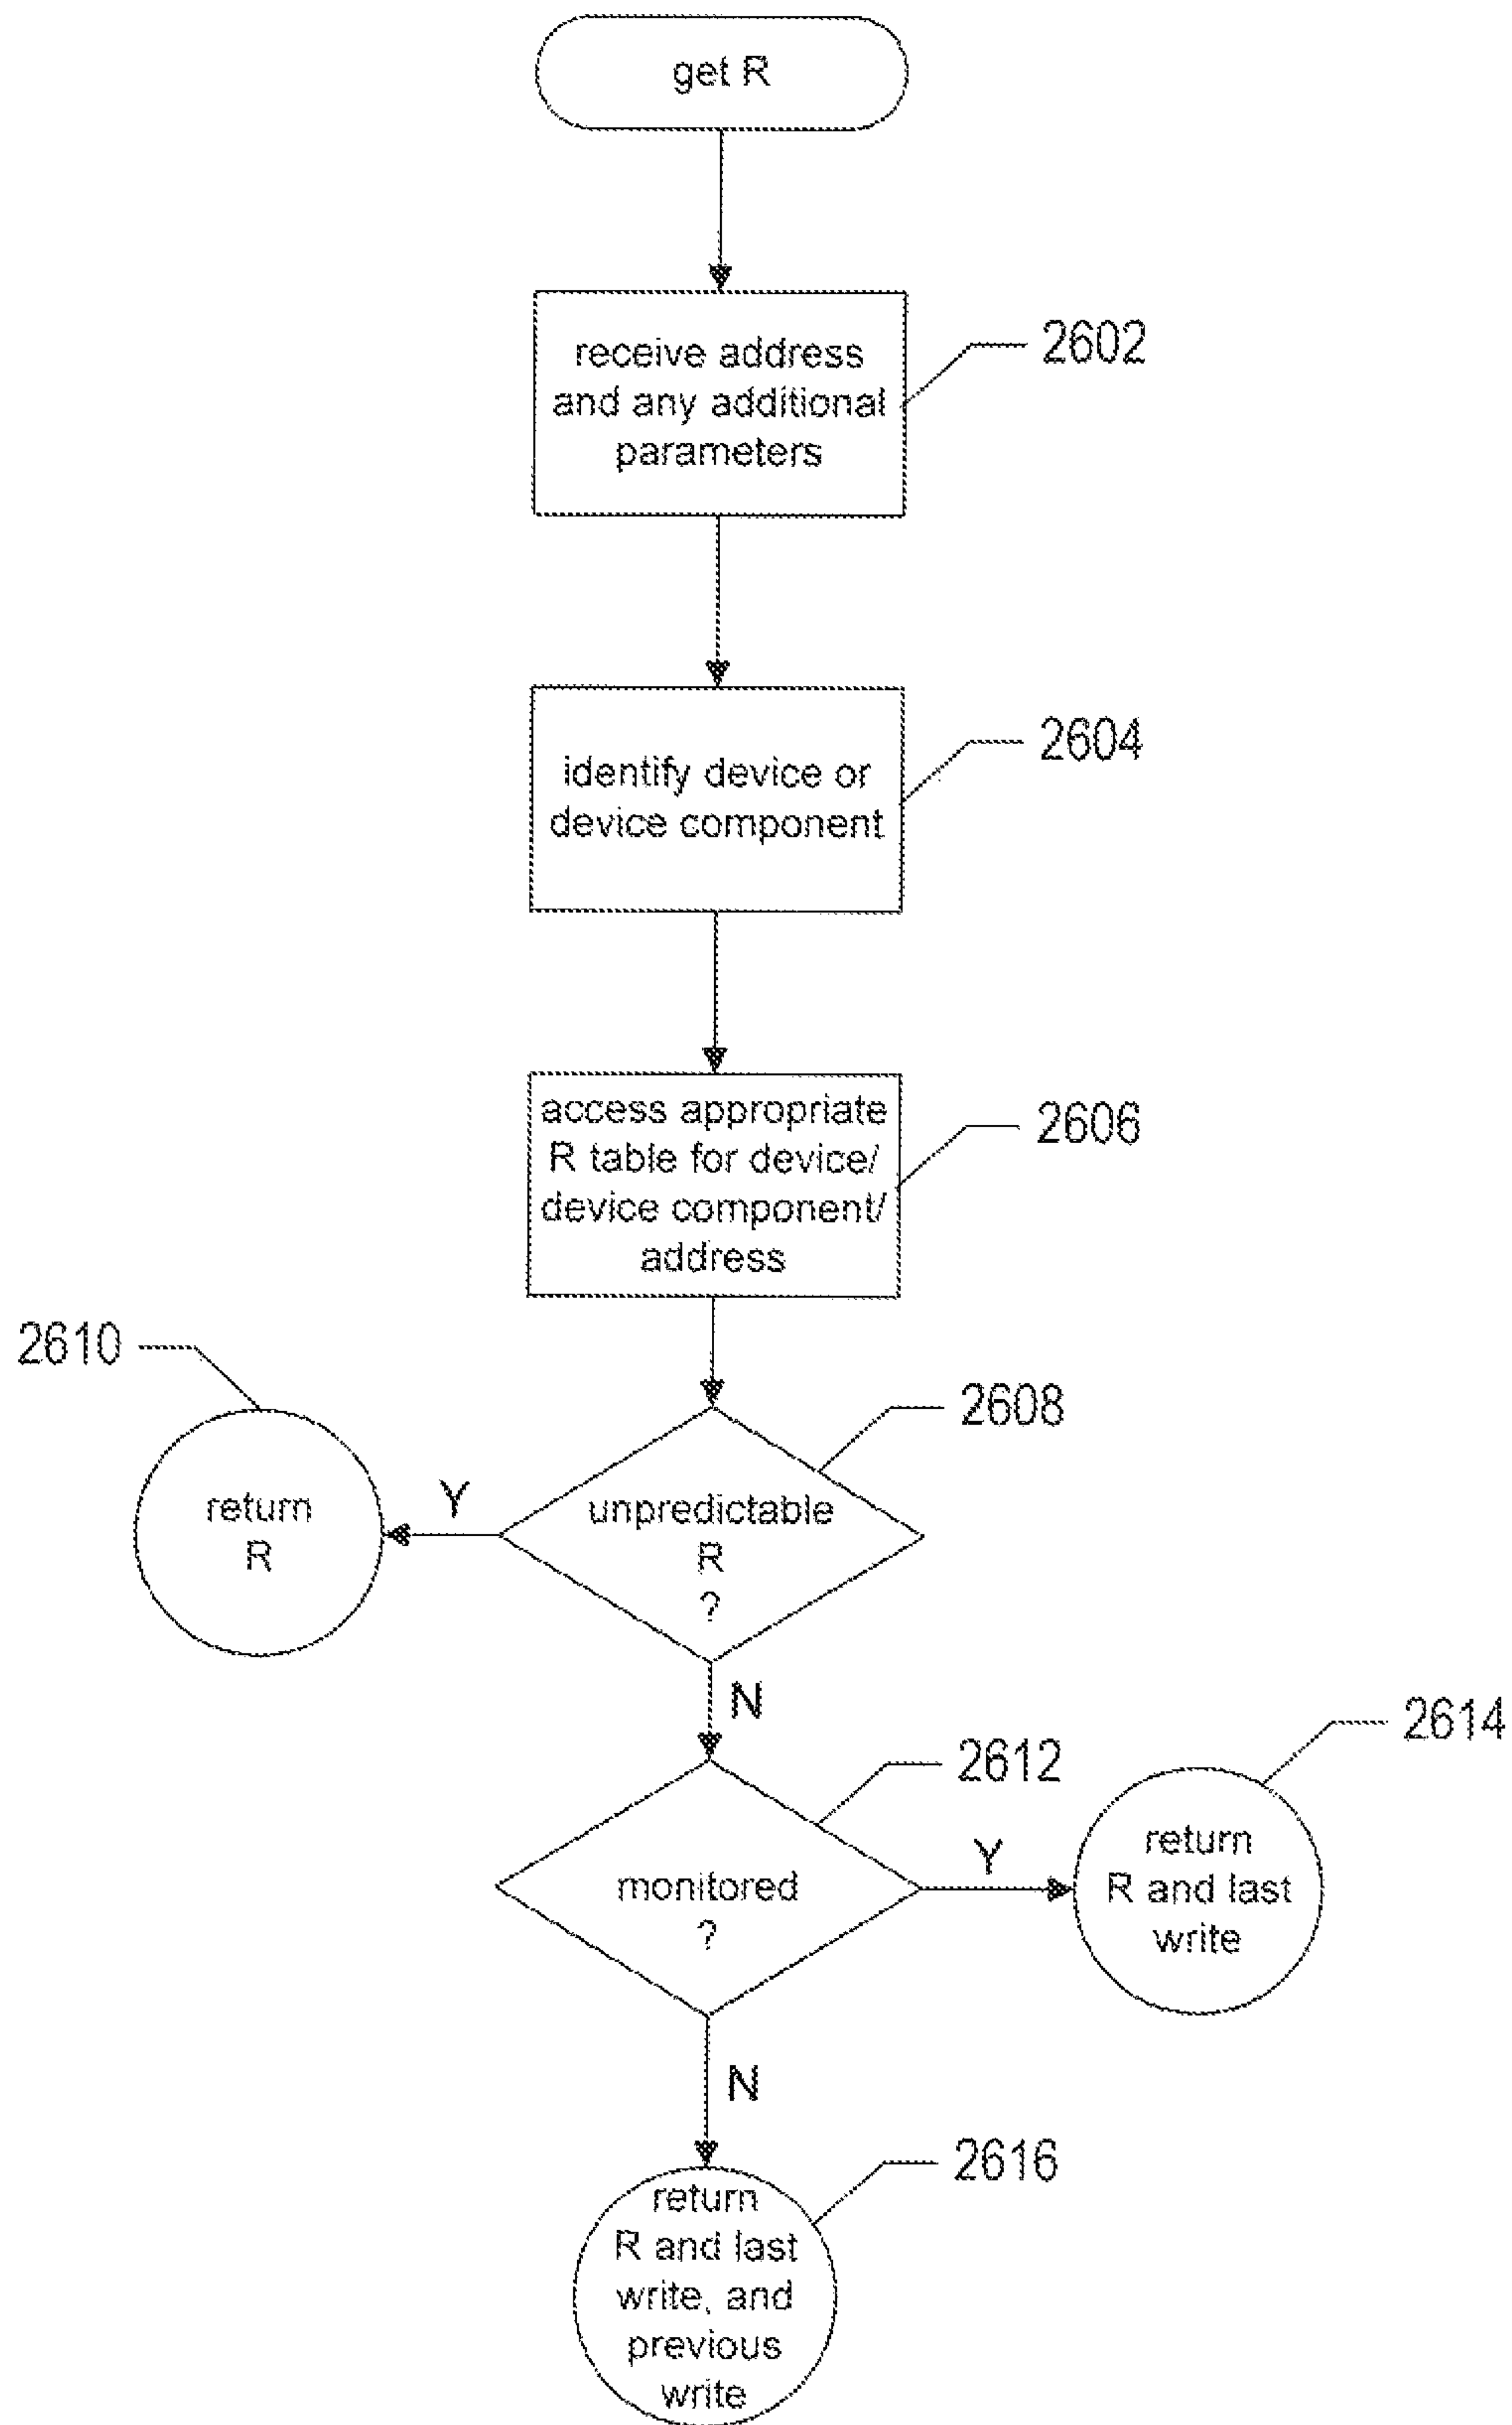 get R
receive address
and any additional
parameters
2602
identify device or
device component
2604
access appropriate
R table for device/
device component/
address
2606
2610
return
R
Y
unpredictable
R
?
2608
N
monitored
?
2612
Y
2614
return
R and last
write
N
2616
return
R and last
write, and
previous
write